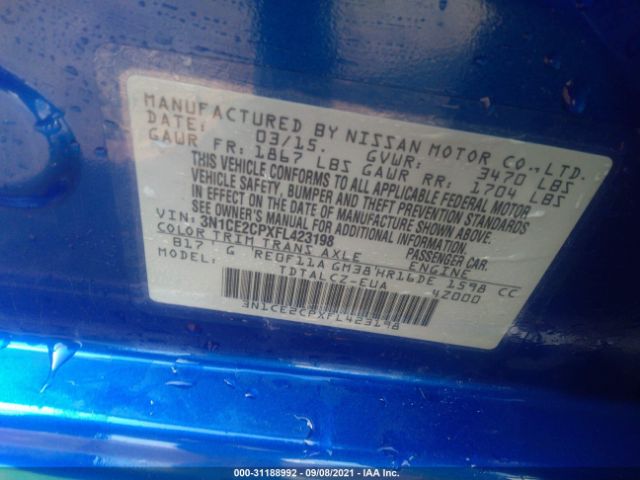 MANUFACTURED BY NISSAN MOTOR CO., LTD.
DATE: 03/15. GVWR: 3470 LBS
GAWR FR: 1867 LBS GAWR RR: 1704 LBS
THIS VEHICLE CONFORMS TO ALL APPLICABLE FEDERAL MOTOR
VEHICLE SAFETY, BUMPER AND THEFT PREVENTION STANDARDS
IN EFFECT ON THE DATE OF MANUFACTURE SHOWN ABOVE.
SEE OWNER'S MANUAL FOR ADDITIONAL INFORMATION
VIN: 3N1CE2CPXFL423198 PASSENGER CAR.
COLOR TRIM TRANS AXLE ENGINE
B17 G RE0F11A GM38 HR16DE 1598 CC
MODEL: TDTALCZ-EUA 42000
3N1CE2CPXFL423198
000-31188992 - 09/08/2021 - IAA Inc.